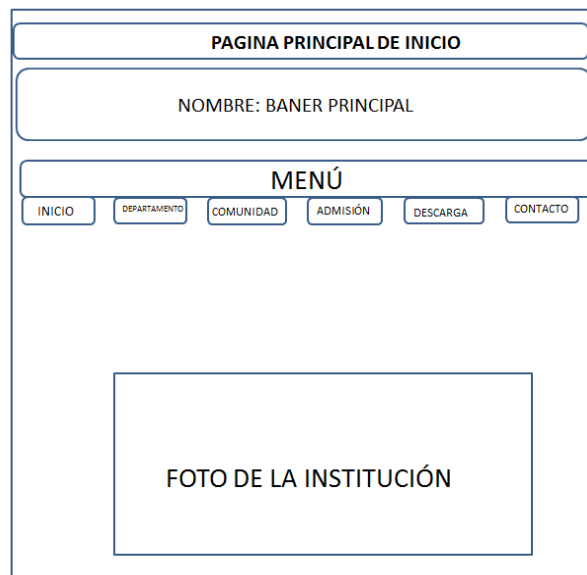 PAGINA PRINCIPAL DE INICIO
NOMBRE: BANER PRINCIPAL
MENÚ
INICIO DEPARTAMENTO COMUNIDAD ADMISIÓN DESCARGA CONTACTO
FOTO DE LA INSTITUCIÓN